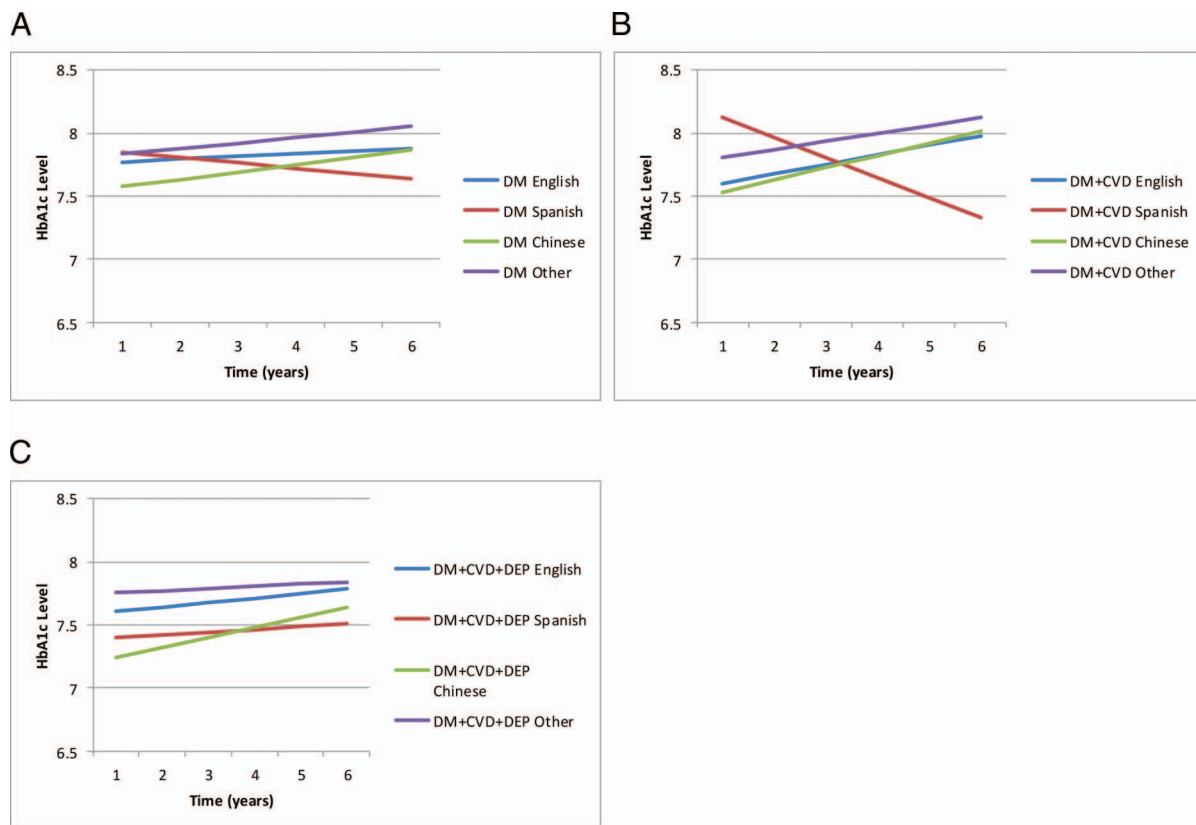 A
8.5
8
7.5
7
6.5
HbA1c Level
1 2 3 4 5 6
Time (years)
DM English
DM Spanish
DM Chinese
DM Other
B
8.5
8
7.5
7
6.5
HbA1c Level
1 2 3 4 5 6
Time (years)
DM+CVD English
DM+CVD Spanish
DM+CVD Chinese
DM+CVD Other
C
8.5
8
7.5
7
6.5
HbA1c Level
1 2 3 4 5 6
Time (years)
DM+CVD+DEP English
DM+CVD+DEP Spanish
DM+CVD+DEP
Chinese
DM+CVD+DEP Other